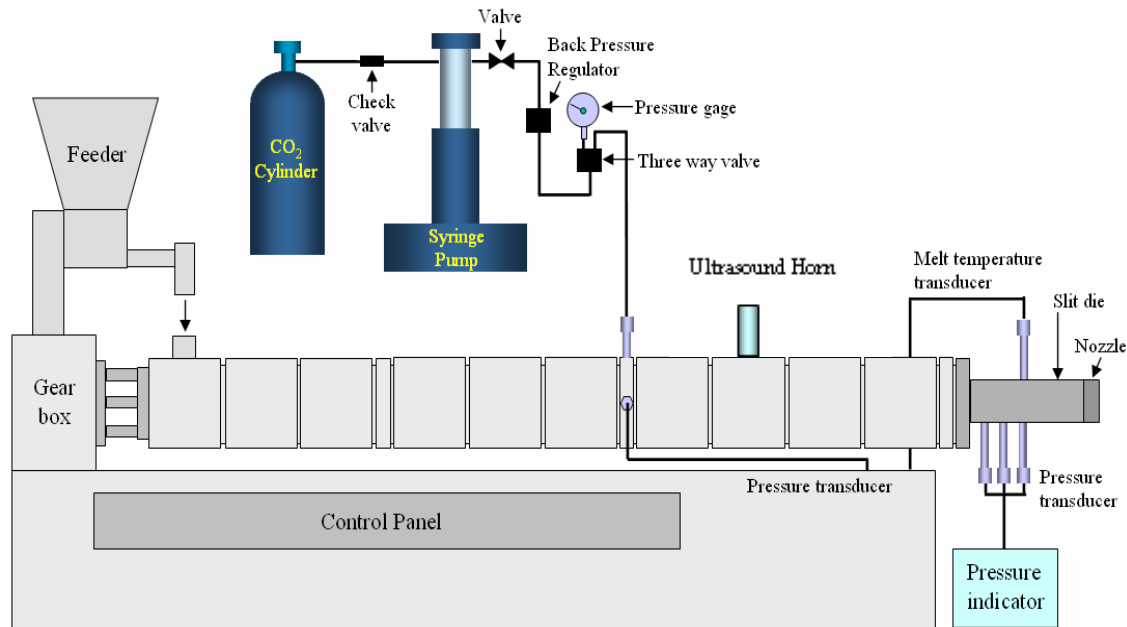 Valve
Back Pressure
Regulator
Pressure gage
Check
valve
Feeder
CO₂
Cylinder
Three way valve
Syringe
Pump
Ultrasound Horn
Melt temperature
transducer
Slit die
Nozzle
Gear
box
Pressure transducer
Pressure
transducer
Control Panel
Pressure
indicator